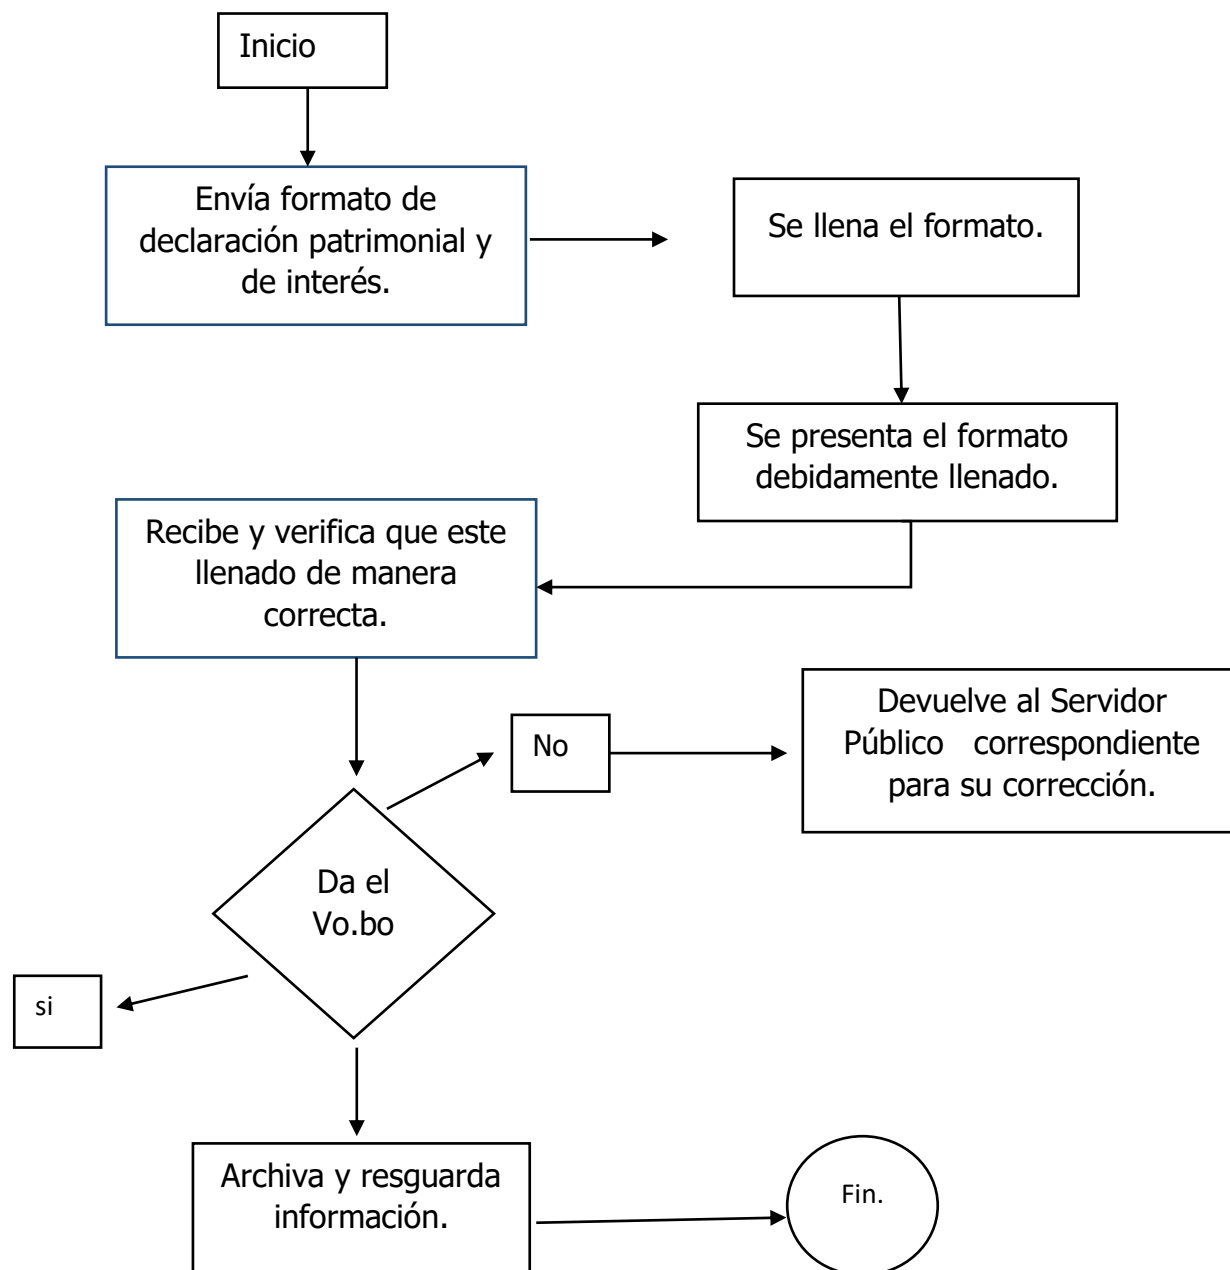 Inicio
Envía formato de
declaración patrimonial y
de interés.
Se llena el formato.
Se presenta el formato
debidamente llenado.
Recibe y verifica que este
llenado de manera
correcta.
No
Devuelve al Servidor
Público correspondiente
para su corrección.
Da el
Vo.bo
si
Archiva y resguarda
información.
Fin.